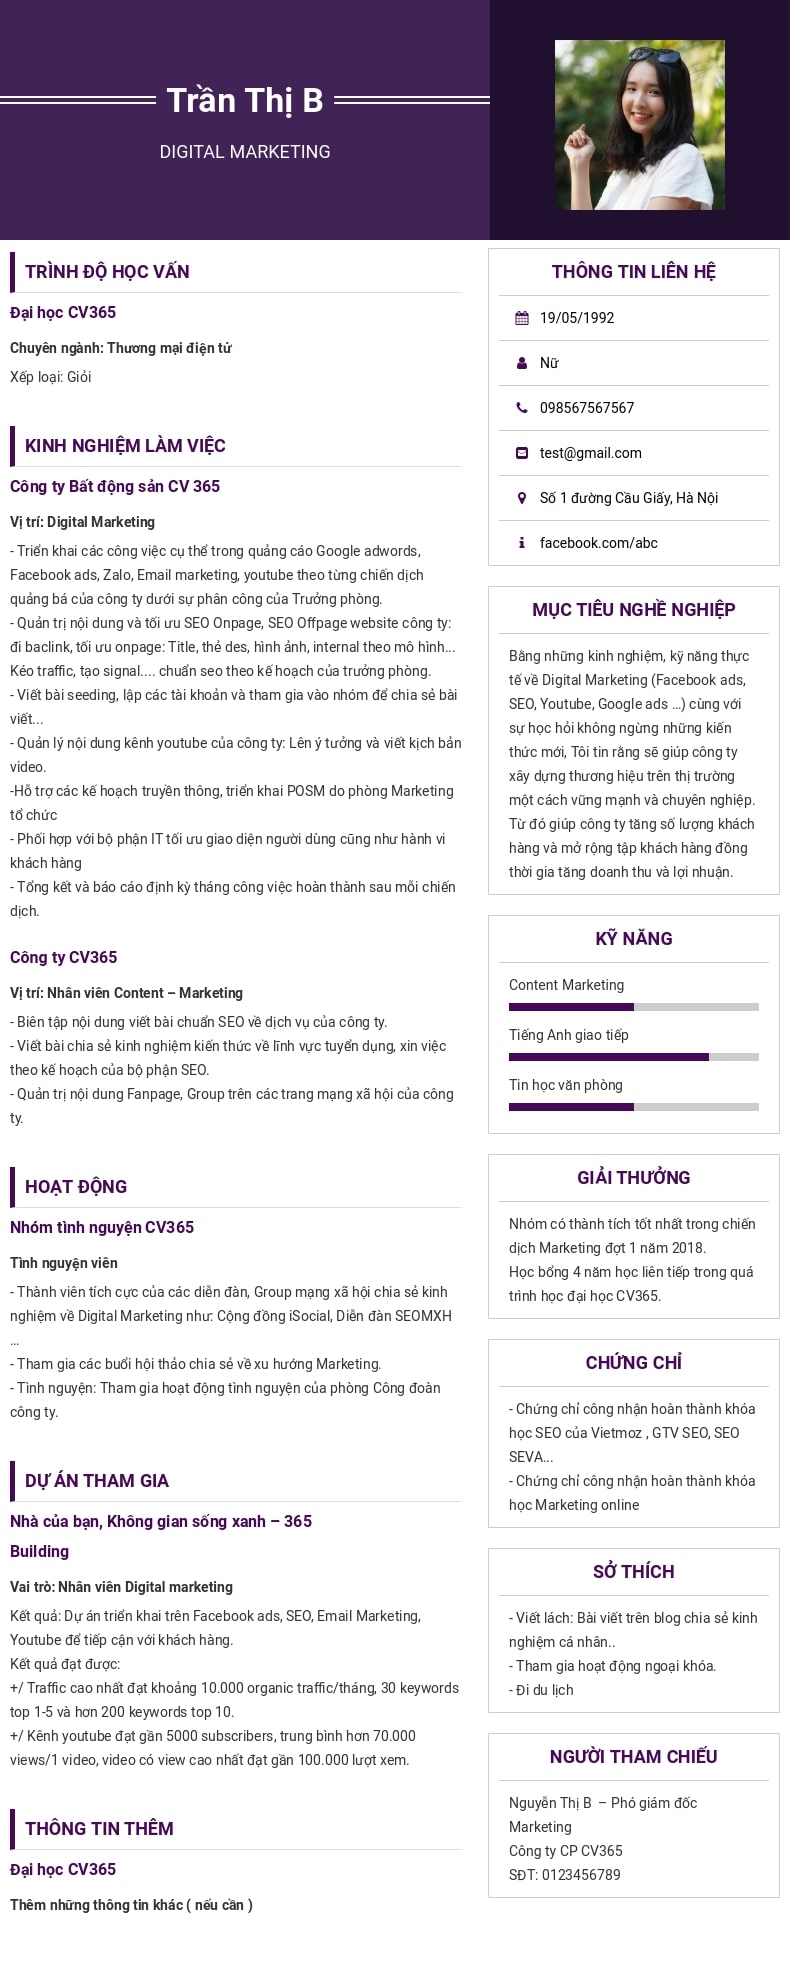 Trần Thị B
DIGITAL MARKETING
TRÌNH ĐỘ HỌC VẤN
Đại học CV365
Chuyên ngành: Thương mại điện tử
Xếp loại: Giỏi
KINH NGHIỆM LÀM VIỆC
Công ty Bất động sản CV 365
Vị trí: Digital Marketing
- Triển khai các công việc cụ thể trong quảng cáo Google adwords,
Facebook ads, Zalo, Email marketing, youtube theo từng chiến dịch
quảng bá của công ty dưới sự phân công của Trưởng phòng.
- Quản trị nội dung và tối ưu SEO Onpage, SEO Offpage website công ty:
đi baclink, tối ưu onpage: Title, thẻ des, hình ảnh, internal theo mô hình...
Kéo traffic, tạo signal.... chuẩn seo theo kế hoạch của trưởng phòng.
- Viết bài seeding, lập các tài khoản và tham gia vào nhóm để chia sẻ bài
viết...
- Quản lý nội dung kênh youtube của công ty: Lên ý tưởng và viết kịch bản
video.
-Hỗ trợ các kế hoạch truyền thông, triển khai POSM do phòng Marketing
tổ chức
- Phối hợp với bộ phận IT tối ưu giao diện người dùng cũng như hành vi
khách hàng
- Tổng kết và báo cáo định kỳ tháng công việc hoàn thành sau mỗi chiến
dịch.
Công ty CV365
Vị trí: Nhân viên Content – Marketing
- Biên tập nội dung viết bài chuẩn SEO về dịch vụ của công ty.
- Viết bài chia sẻ kinh nghiệm kiến thức về lĩnh vực tuyển dụng, xin việc
theo kế hoạch của bộ phận SEO.
- Quản trị nội dung Fanpage, Group trên các trang mạng xã hội của công
ty.
HOẠT ĐỘNG
Nhóm tình nguyện CV365
Tình nguyện viên
- Thành viên tích cực của các diễn đàn, Group mạng xã hội chia sẻ kinh
nghiệm về Digital Marketing như: Cộng đồng iSocial, Diễn đàn SEOMXH
...
- Tham gia các buổi hội thảo chia sẻ về xu hướng Marketing.
- Tình nguyện: Tham gia hoạt động tình nguyện của phòng Công đoàn
công ty.
DỰ ÁN THAM GIA
Nhà của bạn, Không gian sống xanh – 365
Building
Vai trò: Nhân viên Digital marketing
Kết quả: Dự án triển khai trên Facebook ads, SEO, Email Marketing,
Youtube để tiếp cận với khách hàng.
Kết quả đạt được:
+/ Traffic cao nhất đạt khoảng 10.000 organic traffic/tháng, 30 keywords
top 1-5 và hơn 200 keywords top 10.
+/ Kênh youtube đạt gần 5000 subscribers, trung bình hơn 70.000
views/1 video, video có view cao nhất đạt gần 100.000 lượt xem.
THÔNG TIN THÊM
Đại học CV365
Thêm những thông tin khác ( nếu cần )
THÔNG TIN LIÊN HỆ
19/05/1992
Nữ
098567567567
test@gmail.com
Số 1 đường Cầu Giấy, Hà Nội
facebook.com/abc
MỤC TIÊU NGHỀ NGHIỆP
Bằng những kinh nghiệm, kỹ năng thực
tế về Digital Marketing (Facebook ads,
SEO, Youtube, Google ads ...) cùng với
sự học hỏi không ngừng những kiến
thức mới, Tôi tin rằng sẽ giúp công ty
xây dựng thương hiệu trên thị trường
một cách vững mạnh và chuyên nghiệp.
Từ đó giúp công ty tăng số lượng khách
hàng và mở rộng tập khách hàng đồng
thời gia tăng doanh thu và lợi nhuận.
KỸ NĂNG
Content Marketing
Tiếng Anh giao tiếp
Tin học văn phòng
GIẢI THƯỞNG
Nhóm có thành tích tốt nhất trong chiến
dịch Marketing đợt 1 năm 2018.
Học bổng 4 năm học liên tiếp trong quá
trình học đại học CV365.
CHỨNG CHỈ
- Chứng chỉ công nhận hoàn thành khóa
học SEO của Vietmoz , GTV SEO, SEO
SEVA...
- Chứng chỉ công nhận hoàn thành khóa
học Marketing online
SỞ THÍCH
- Viết lách: Bài viết trên blog chia sẻ kinh
nghiệm cá nhân..
- Tham gia hoạt động ngoại khóa.
- Đi du lịch
NGƯỜI THAM CHIẾU
Nguyễn Thị B – Phó giám đốc
Marketing
Công ty CP CV365
SĐT: 0123456789